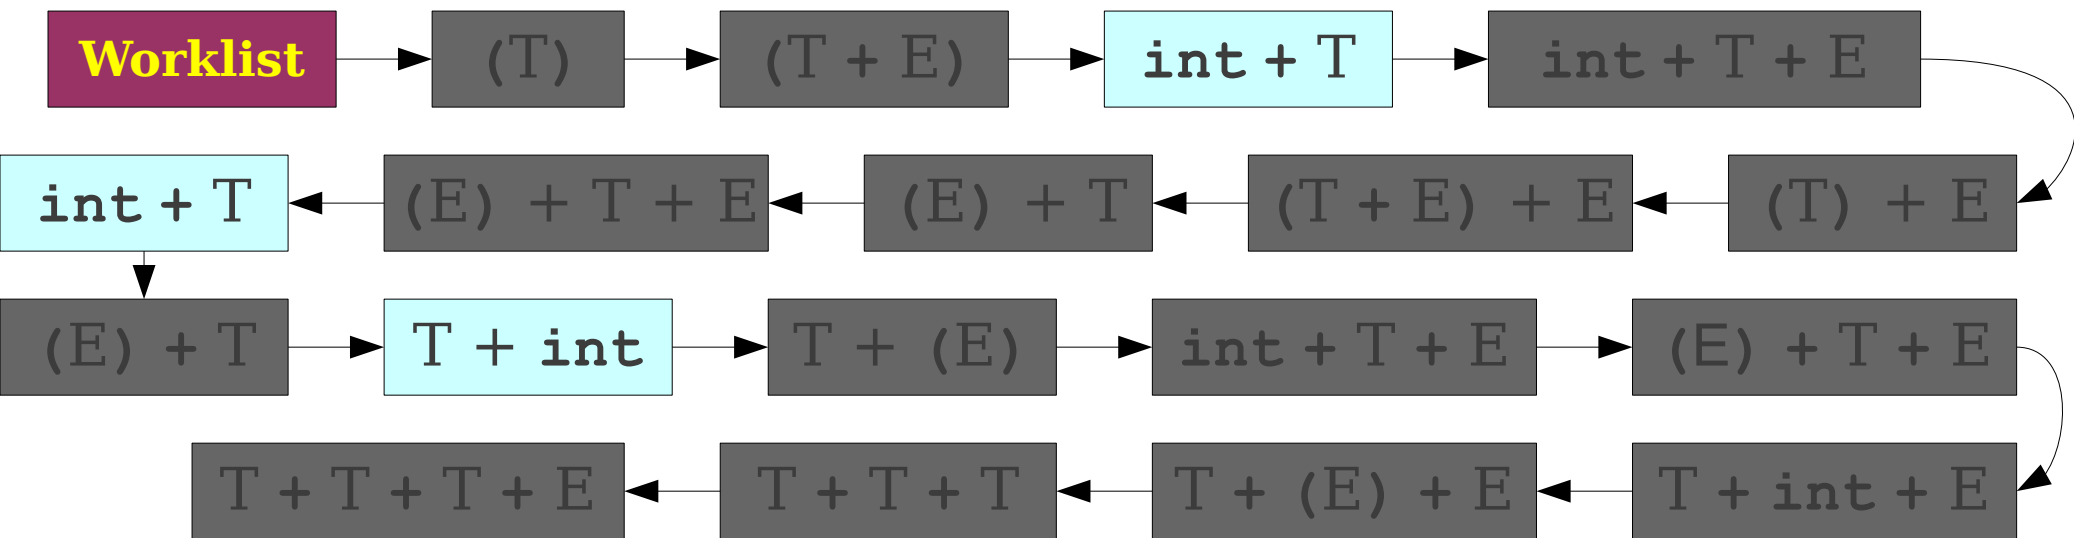 Worklist (T) (T + E) int + T int + T + E
int + T (E) + T + E (E) + T (T + E) + E (T) + E
(E) + T T + int T + (E) int + T + E (E) + T + E
T + T + T + E T + T + T T + (E) + E T + int + E